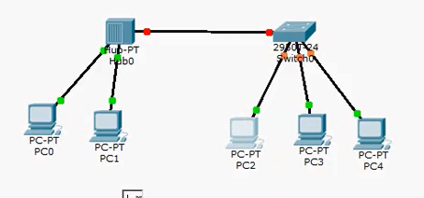 Hub-PT
Hub0
2950T-24
Switch0
PC-PT
PC0
PC-PT
PC1
PC-PT
PC2
PC-PT
PC3
PC-PT
PC4